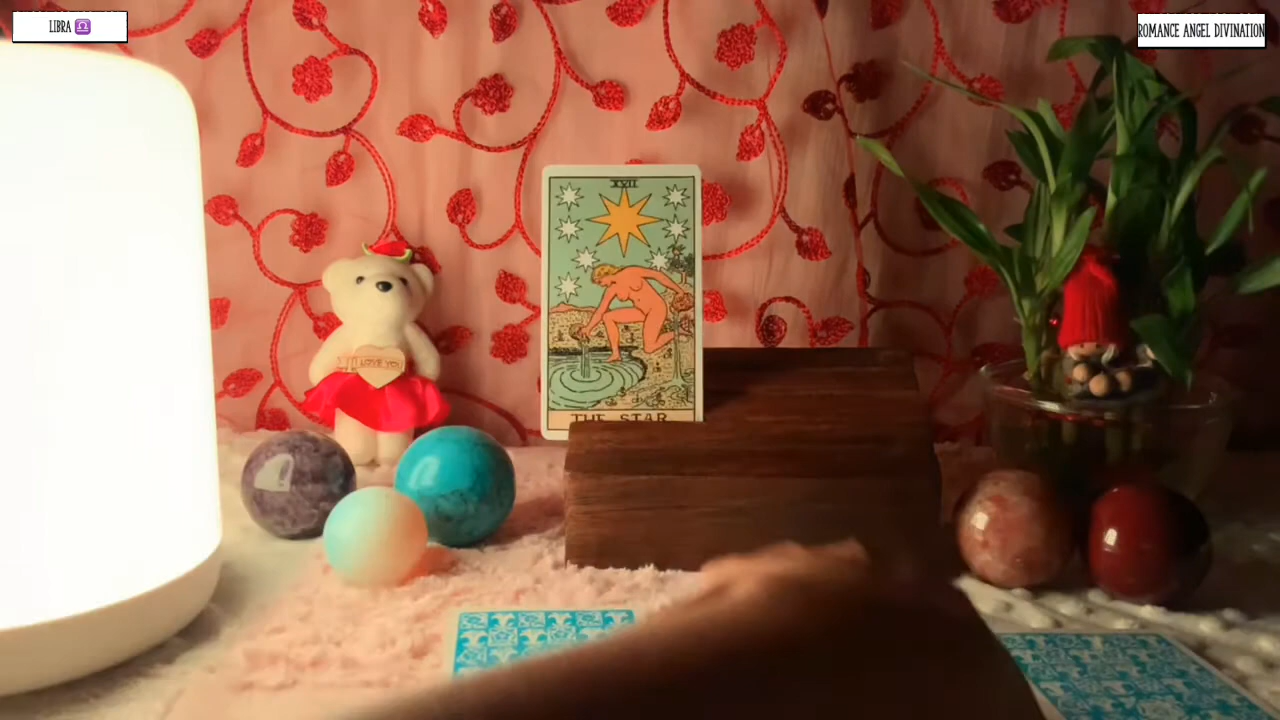 LIBRA ♎
ROMANCE ANGEL DIVINATION
XVII
THE STAR
LOVE YOU